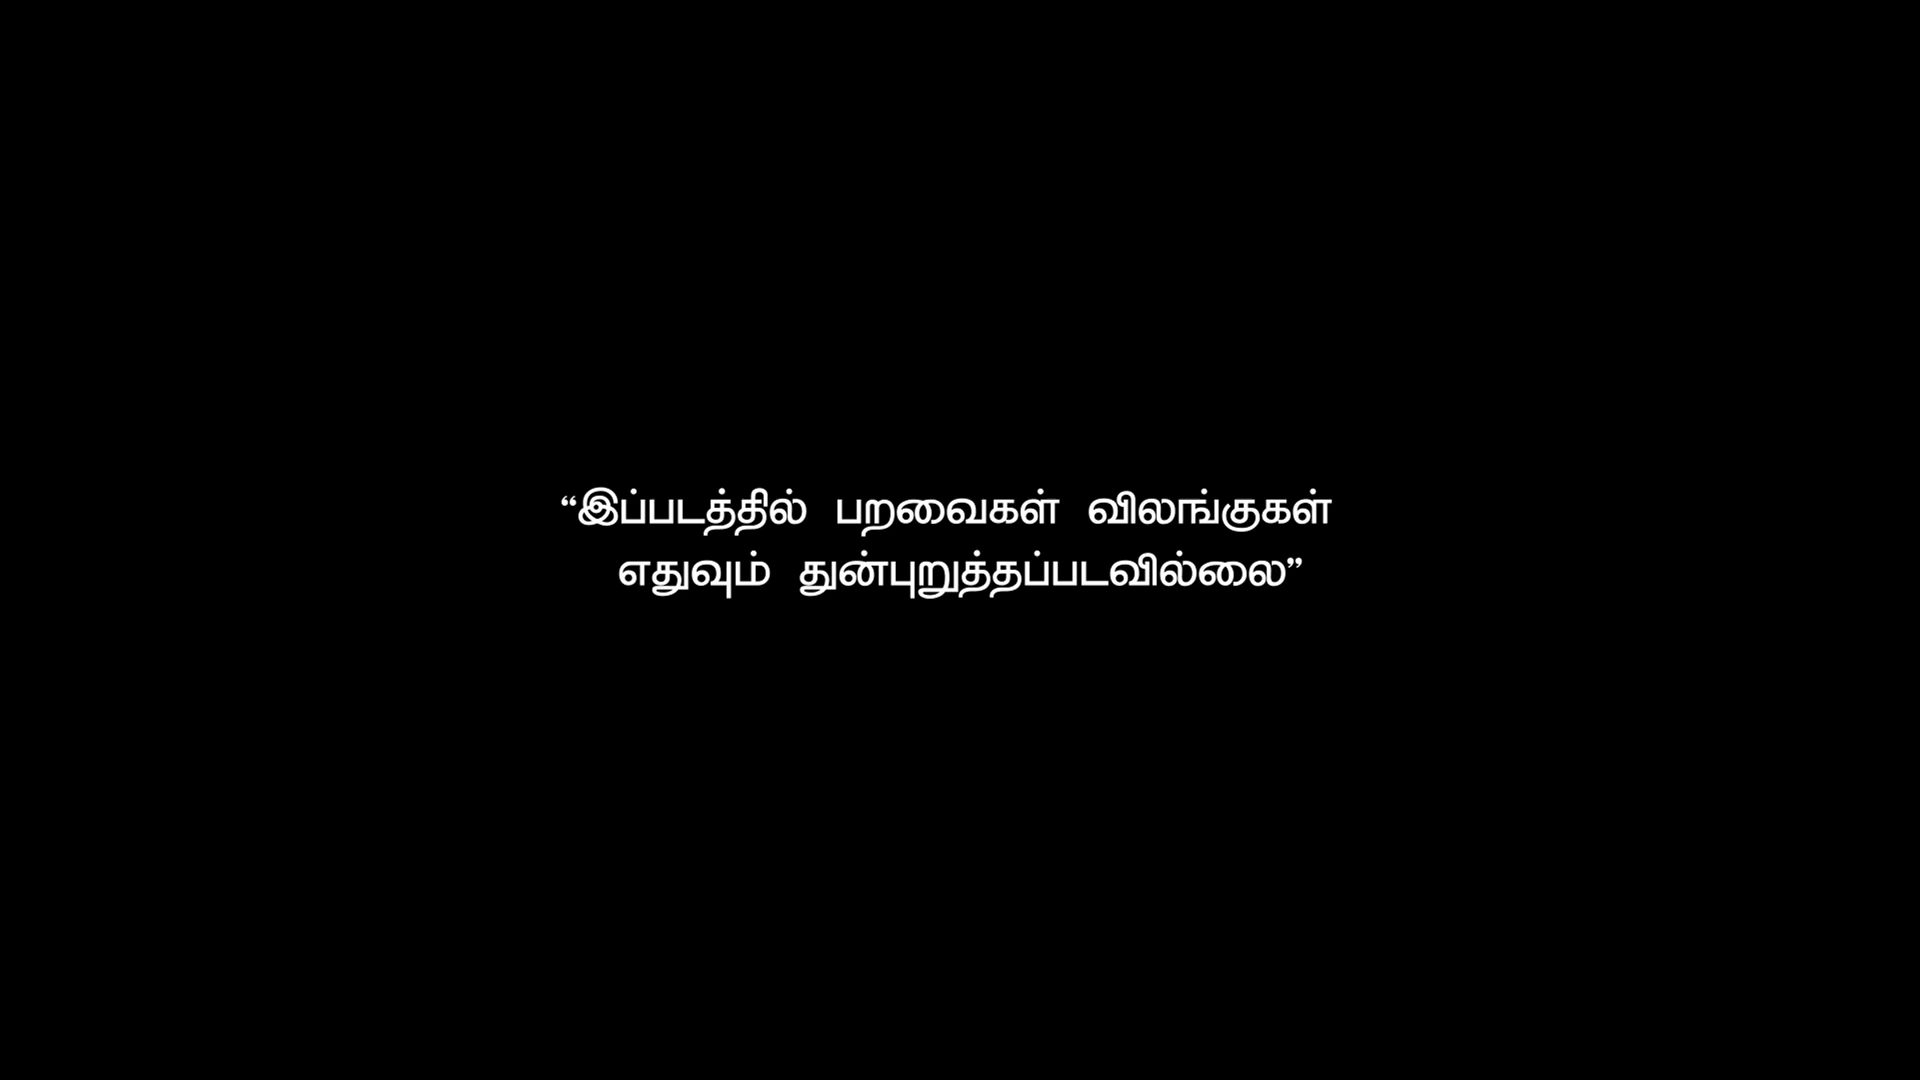 “இப்படத்தில் பறவைகள் விலங்குகள்
எதுவும் துன்புறுத்தப்படவில்லை”